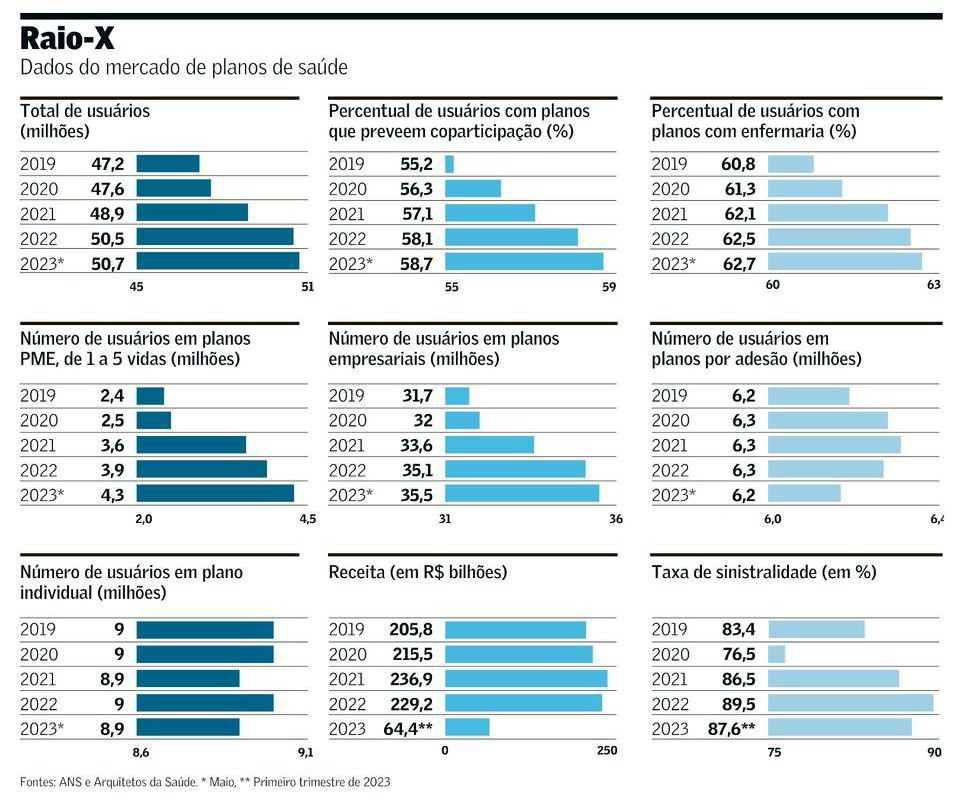 Raio-X
Dados do mercado de planos de saúde
Total de usuários
(milhões)
2019 47,2
2020 47,6
2021 48,9
2022 50,5
2023* 50,7
45 51
Percentual de usuários com planos
que preveem coparticipação (%)
2019 55,2
2020 56,3
2021 57,1
2022 58,1
2023* 58,7
55 59
Percentual de usuários com
planos com enfermaria (%)
2019 60,8
2020 61,3
2021 62,1
2022 62,5
2023* 62,7
60 63
Número de usuários em planos
PME, de 1 a 5 vidas (milhões)
2019 2,4
2020 2,5
2021 3,6
2022 3,9
2023* 4,3
2,0 4,5
Número de usuários em planos
empresariais (milhões)
2019 31,7
2020 32
2021 33,6
2022 35,1
2023* 35,5
31 36
Número de usuários em
planos por adesão (milhões)
2019 6,2
2020 6,3
2021 6,3
2022 6,3
2023* 6,2
6,0 6,4
Número de usuários em plano
individual (milhões)
2019 9
2020 9
2021 8,9
2022 9
2023* 8,9
8,6 9,1
Receita (em R$ bilhões)
2019 205,8
2020 215,5
2021 236,9
2022 229,2
2023 64,4**
0 250
Taxa de sinistralidade (em %)
2019 83,4
2020 76,5
2021 86,5
2022 89,5
2023 87,6**
75 90
Fontes: ANS e Arquitetos da Saúde. * Maio, ** Primeiro trimestre de 2023